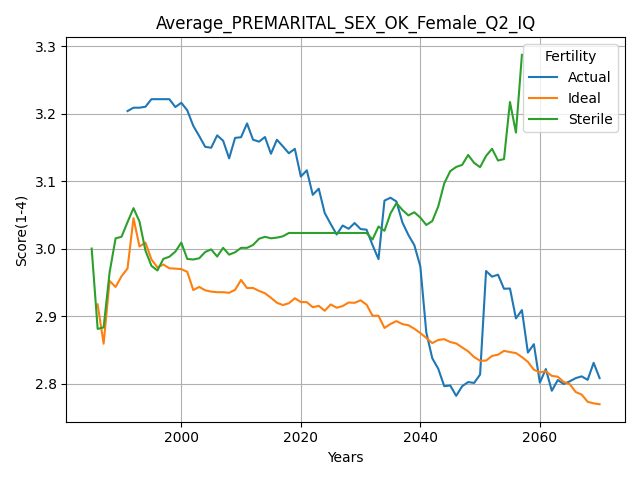 Average_PREMARITAL_SEX_OK_Female_Q2_IQ
Fertility
Actual
Ideal
Sterile
Score(1-4)
3.3
3.2
3.1
3.0
2.9
2.8
2000 2020 2040 2060
Years